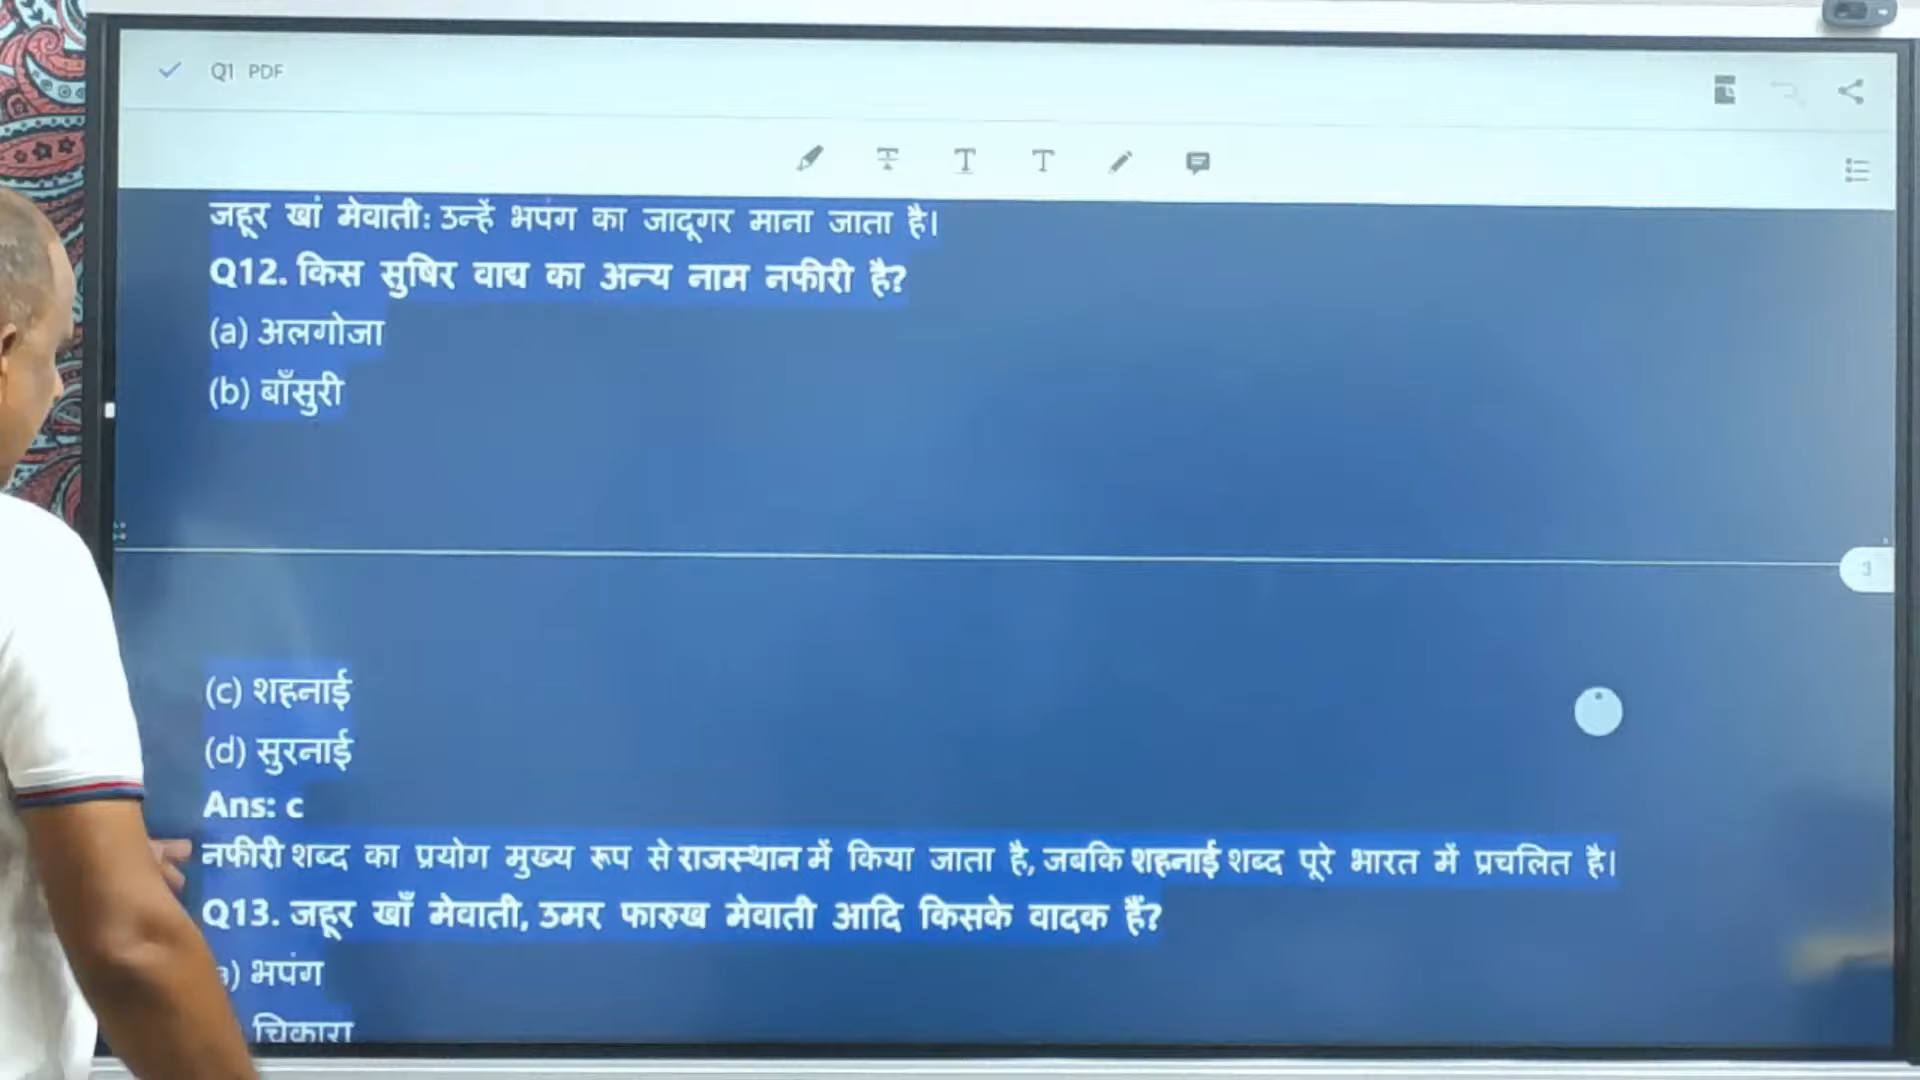 Q1 PDF
जहूर खां मेवाती: उन्हें भपंग का जादूगर माना जाता है।
Q12. किस सुषिर वाद्य का अन्य नाम नफीरी है?
(a) अलगोजा
(b) बाँसुरी
3
(c) शहनाई
(d) सुरनाई
Ans: c
नफीरी शब्द का प्रयोग मुख्य रूप से राजस्थान में किया जाता है, जबकि शहनाई शब्द पूरे भारत में प्रचलित है।
Q13. जहूर खाँ मेवाती, उमर फारुख मेवाती आदि किसके वादक हैं?
) भपंग
चिकारा